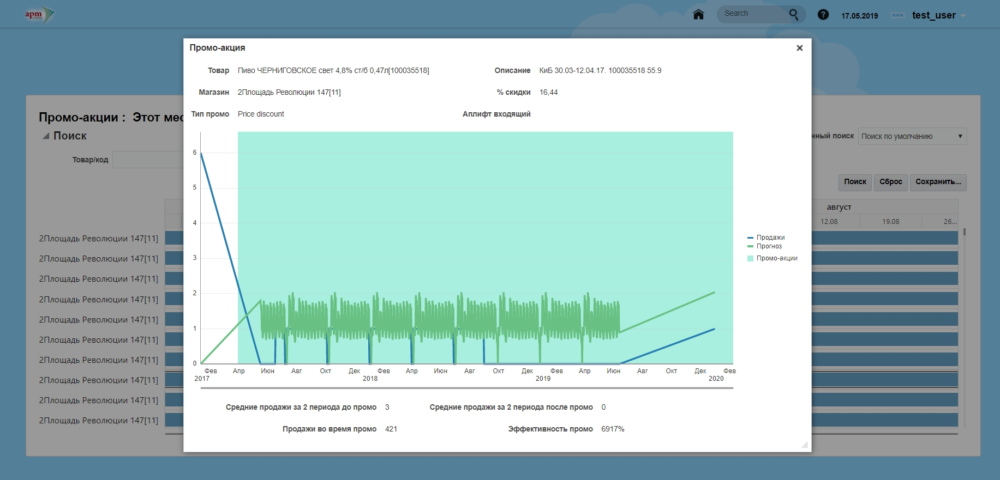 apm
Search
17.05.2019
test_user
Промо-акция
Товар Пиво ЧЕРНИГОВСКОЕ свет 4,8% ст/б 0,47л[100035518]
Описание КиБ 30.03-12.04.17. 100035518 55.9
Магазин 2Площадь Революции 147[11]
% скидки 16,44
Тип промо Price discount
Аплифт входящий
Промо-акции : Этот мес
Поиск
нный поиск Поиск по умолчанию
Товар/код
Поиск Сброс Сохранить...
август
12.08 19.08 26...
2Площадь Революции 147[11]
2Площадь Революции 147[11]
2Площадь Революции 147[11]
2Площадь Революции 147[11]
2Площадь Революции 147[11]
2Площадь Революции 147[11]
2Площадь Революции 147[11]
2Площадь Революции 147[11]
2Площадь Революции 147[11]
2Площадь Революции 147[11]
6
5
4
3
2
1
0
Фев Апр Июн Авг Окт Дек Фев Апр Июн Авг Окт Дек Фев Апр Июн Авг Окт Дек Фев
2017 2018 2019 2020
Продажи
Прогноз
Промо-акции
Средние продажи за 2 периода до промо 3
Средние продажи за 2 периода после промо 0
Продажи во время промо 421
Эффективность промо 6917%